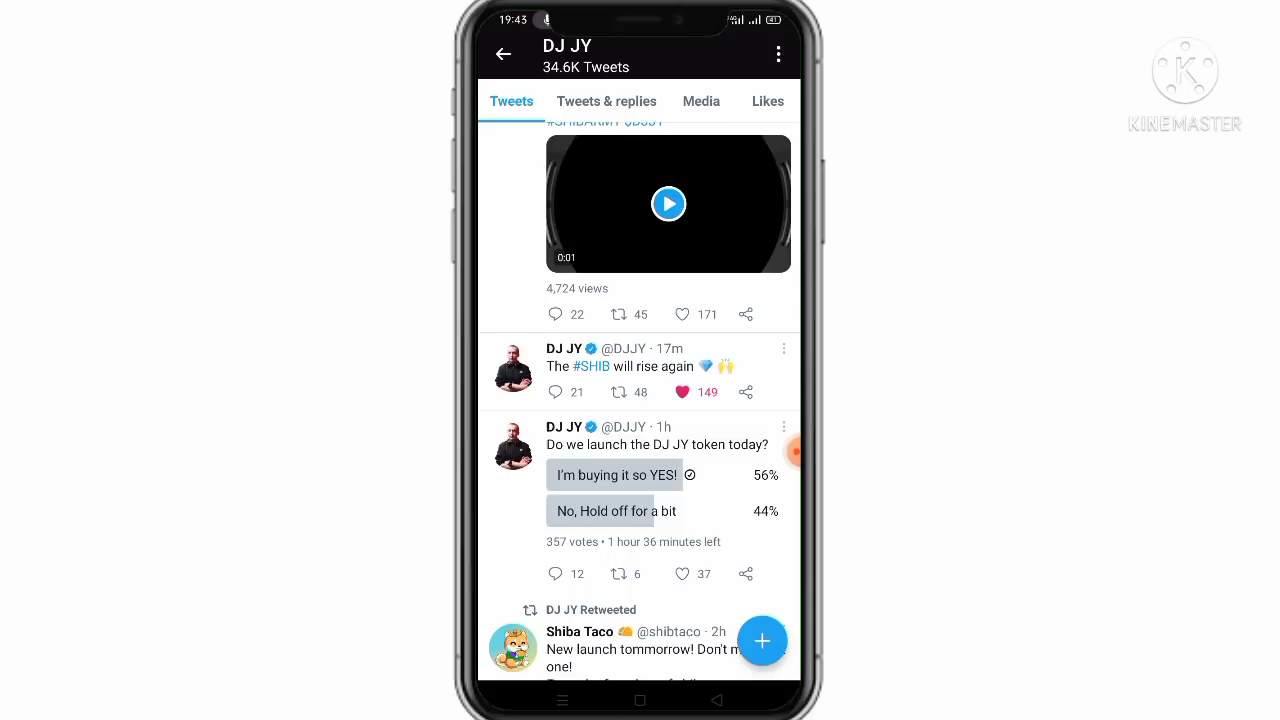 19:43
41
DJ JY
34.6K Tweets
Tweets Tweets & replies Media Likes
#SHIBARMY $DJJY
0:01
4,724 views
22 45 171
DJ JY @DJJY · 17m
The #SHIB will rise again 💎 🙌
21 48 149
DJ JY @DJJY · 1h
Do we launch the DJ JY token today?
I'm buying it so YES! 56%
No, Hold off for a bit 44%
357 votes • 1 hour 36 minutes left
12 6 37
DJ JY Retweeted
Shiba Taco 🌮 @shibtaco · 2h
New launch tommorrow! Don't
one!
K
KINEMASTER